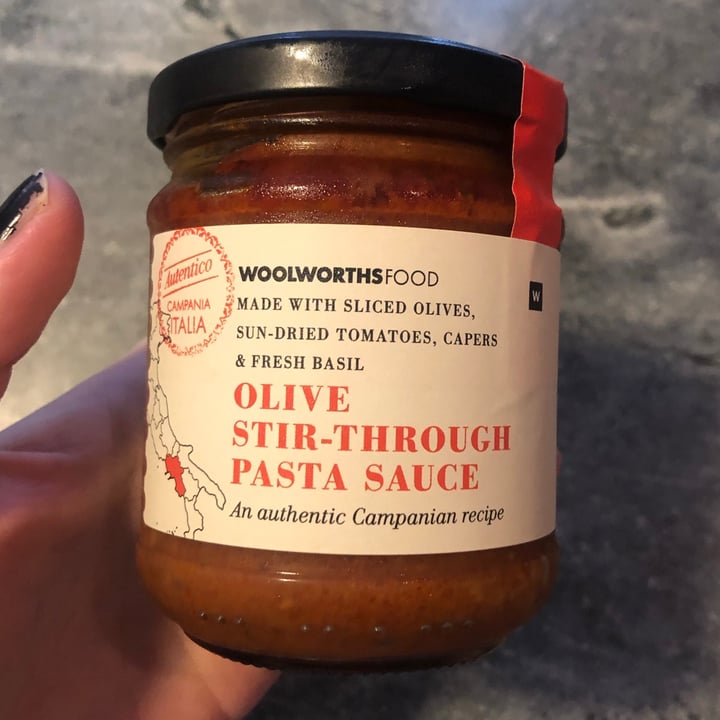 Autentico
CAMPANIA
ITALIA
WOOLWORTHSFOOD
W
MADE WITH SLICED OLIVES,
SUN-DRIED TOMATOES, CAPERS
& FRESH BASIL
OLIVE
STIR-THROUGH
PASTA SAUCE
An authentic Campanian recipe